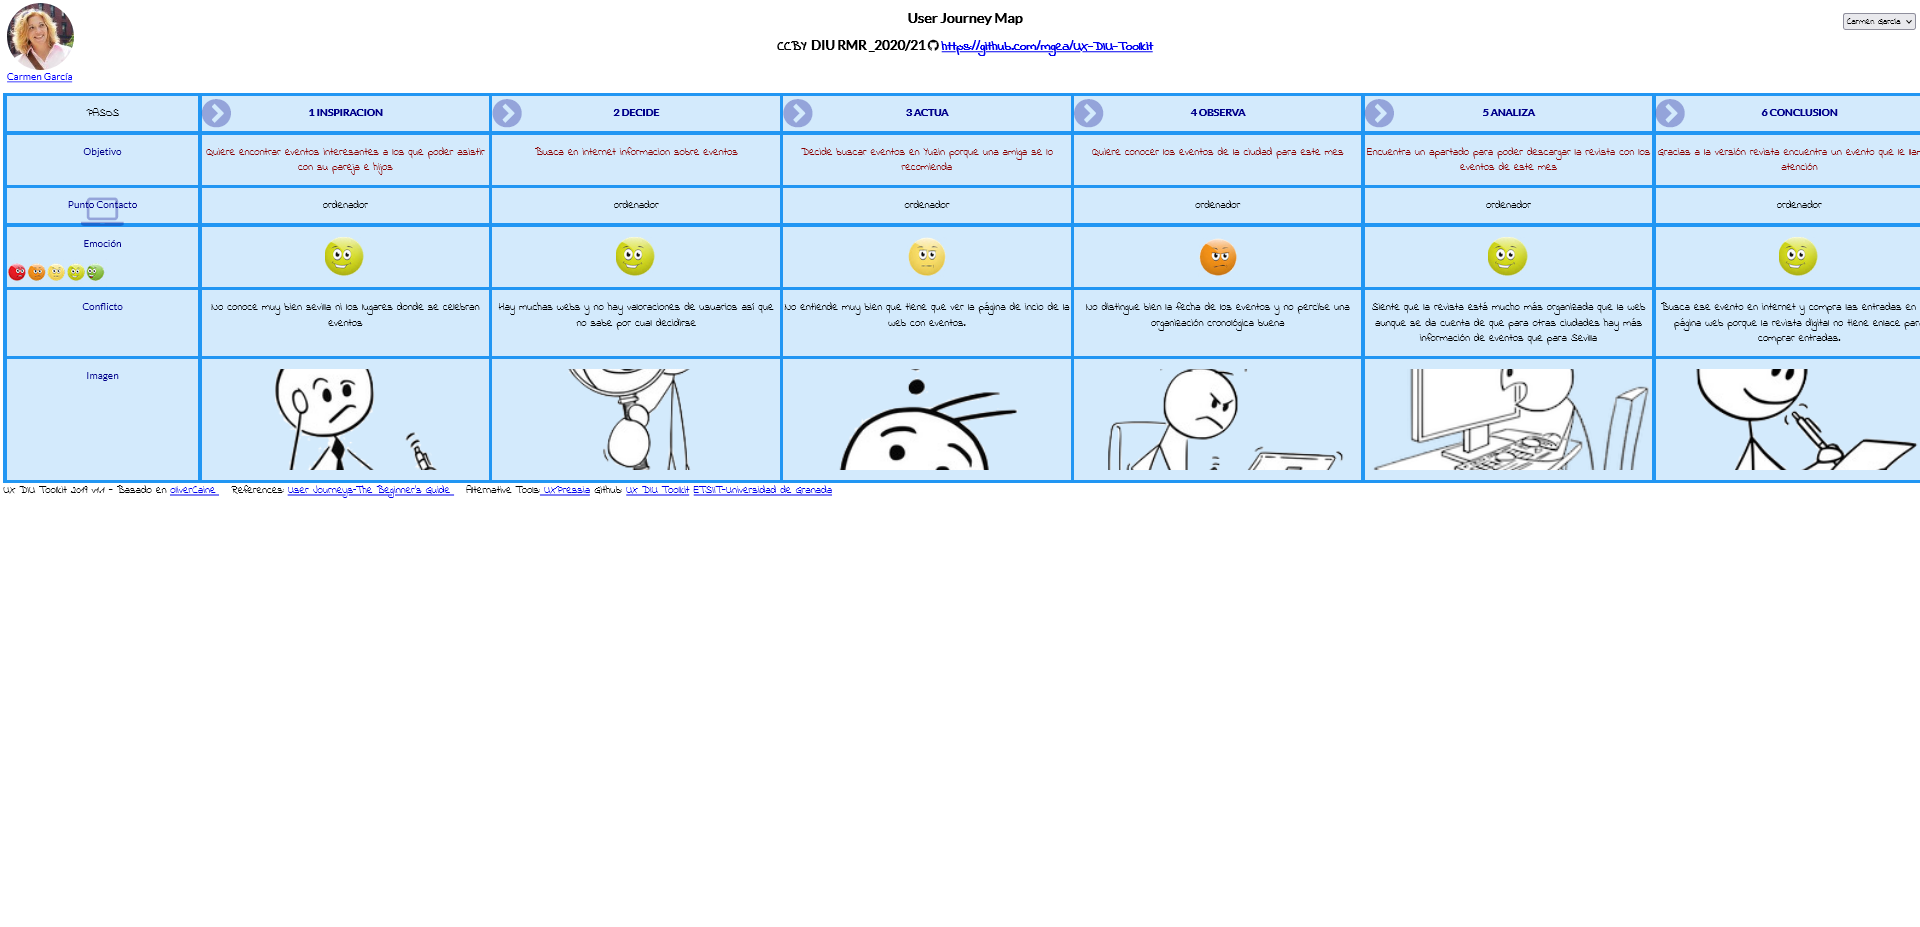 User Journey Map
Carmen García
CCBY DIU RMR_2020/21 https://github.com/mgea/UX-DIU-Toolkit
Carmen García
PASOS
1 INSPIRACION
2 DECIDE
3 ACTUA
4 OBSERVA
5 ANALIZA
6 CONCLUSION
Objetivo
Quiere encontrar eventos interesantes a los que poder asistir
con su pareja e hijos
Busca en internet informacion sobre eventos
Decide buscar eventos en Yuzin porque una amiga se lo
recomienda
Quiere conocer los eventos de la ciudad para este mes
Encuentra un apartado para poder descargar la revista con los
eventos de este mes
Gracias a la versión revista encuentra un evento que le
atención
Punto Contacto
ordenador
ordenador
ordenador
ordenador
ordenador
ordenador
Emoción
Conflicto
No conoce muy bien sevilla ni los lugares donde se celebran
eventos
Hay muchas webs y no hay valoraciones de usuarios así que
no sabe por cual decidirse
No entiende muy bien que tiene que ver la página de incio de la
web con eventos.
No distingue bien la fecha de los eventos y no percibe una
organización cronológica buena
Siente que la revista está mucho más organizada que la web
aunque se da cuenta de que para otras ciudades hay más
información de eventos que para Sevilla
Busca ese evento en internet y compra las entradas en
página web porque la revista digital no tiene enlace
comprar entradas.
Imagen
UX DIU Toolkit 2019 v1.1 - Basado en oliverCaine References: User Journeys-The Beginner's Guide Alternative Tools: UXPressia Github: UX DIU Toolkit ETSIIT-Universidad de Granada